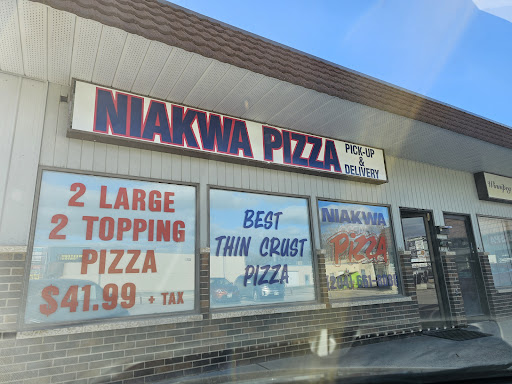 NIAKWA PIZZA
PICK-UP
&
DELIVERY
2 LARGE
2 TOPPING
PIZZA
$41.99 + TAX
BEST
THIN CRUST
PIZZA
NIAKWA
PIZZA